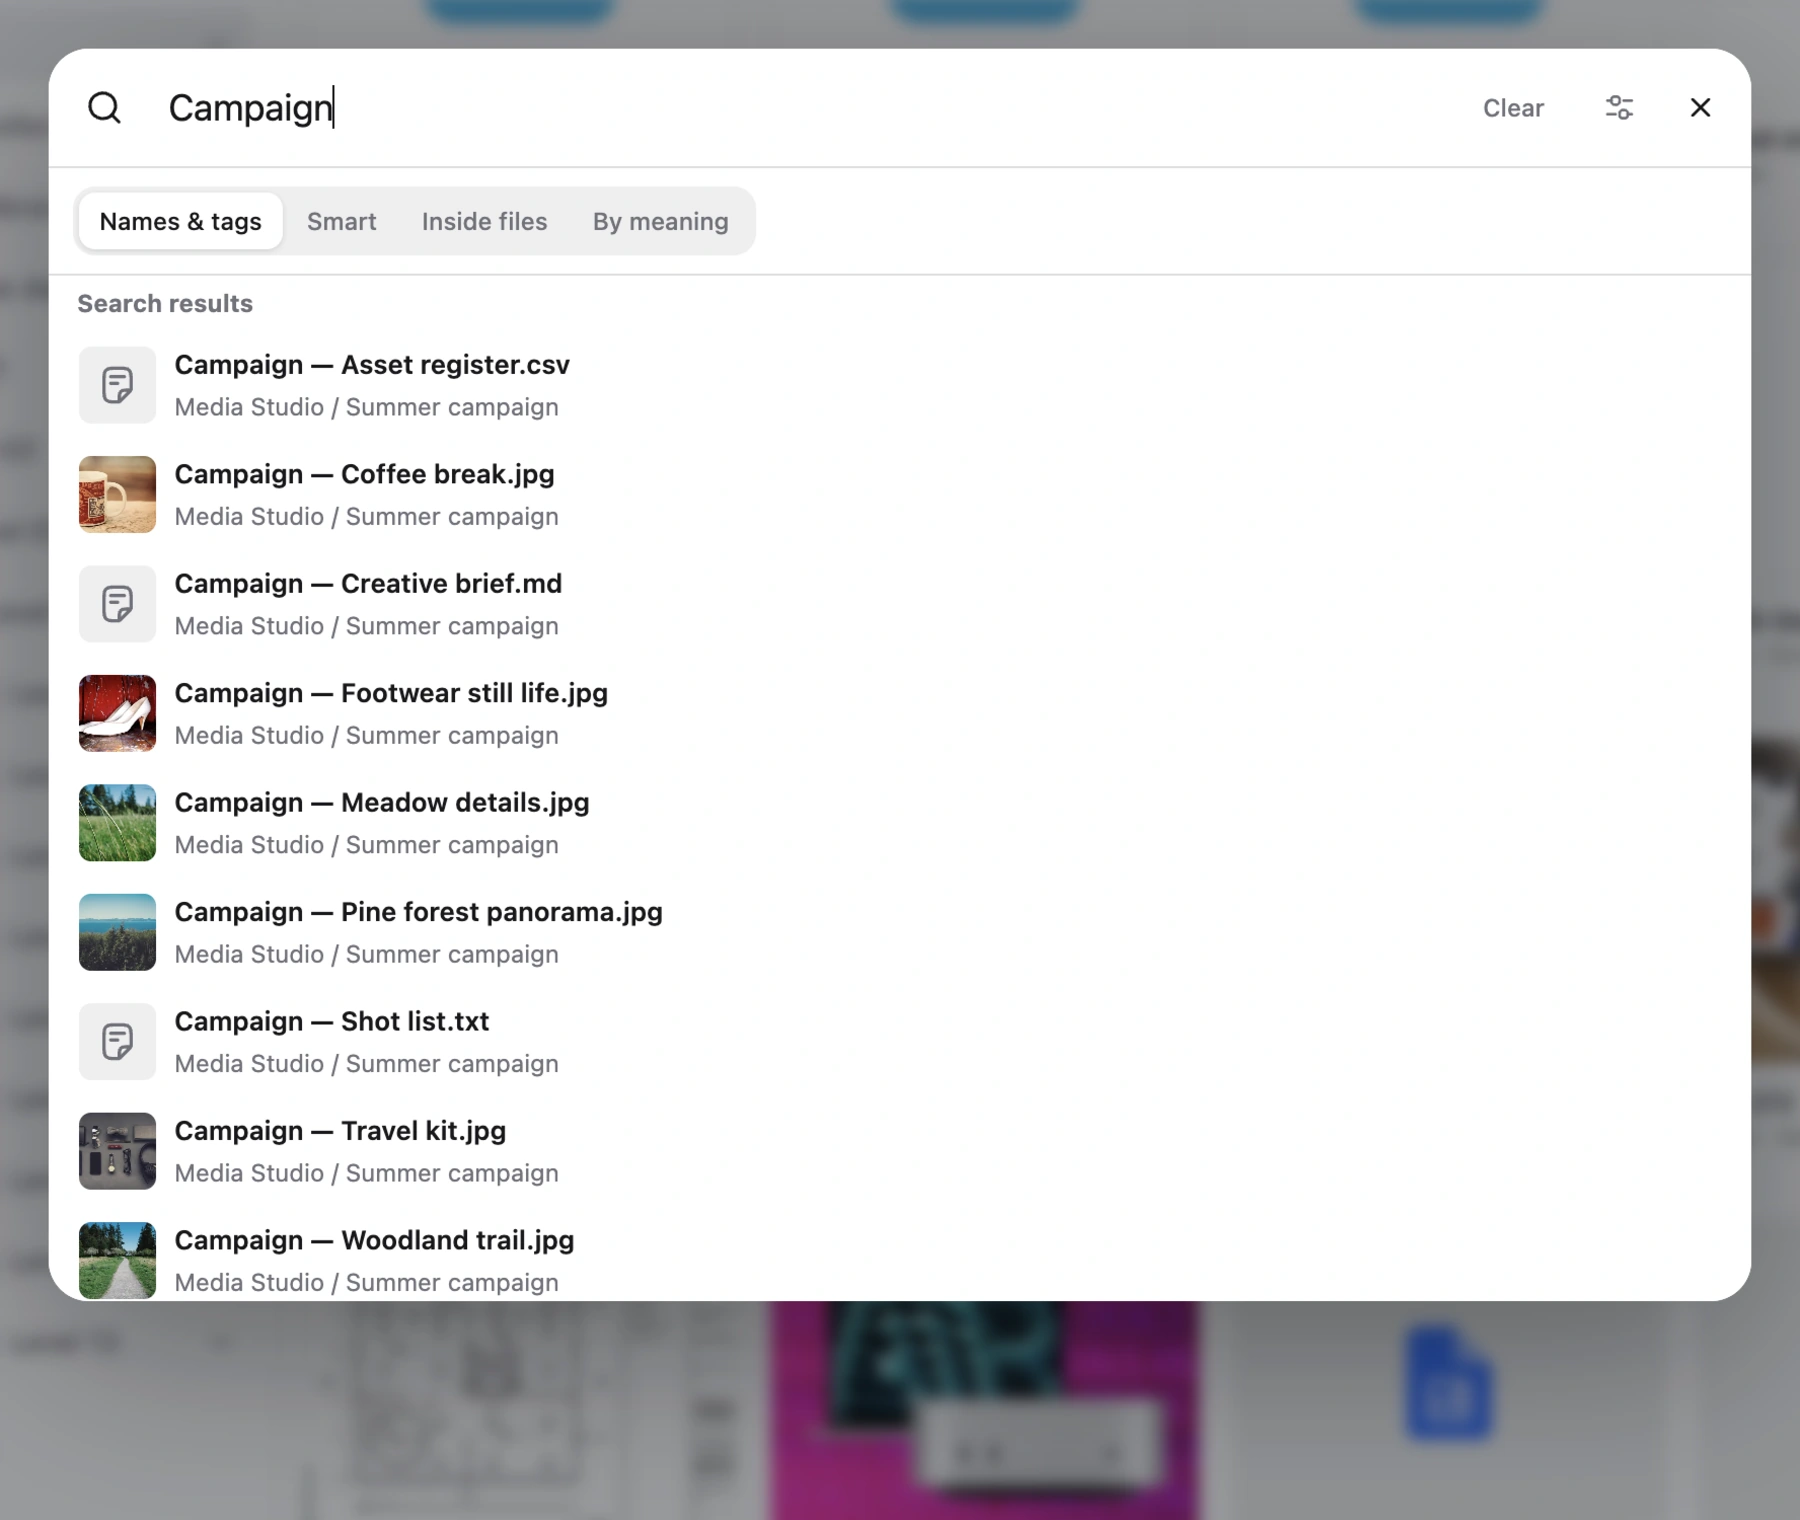 Campaign
Clear
Names & tags
Smart
Inside files
By meaning
Search results
Campaign — Asset register.csv
Media Studio / Summer campaign
Campaign — Coffee break.jpg
Media Studio / Summer campaign
Campaign — Creative brief.md
Media Studio / Summer campaign
Campaign — Footwear still life.jpg
Media Studio / Summer campaign
Campaign — Meadow details.jpg
Media Studio / Summer campaign
Campaign — Pine forest panorama.jpg
Media Studio / Summer campaign
Campaign — Shot list.txt
Media Studio / Summer campaign
Campaign — Travel kit.jpg
Media Studio / Summer campaign
Campaign — Woodland trail.jpg
Media Studio / Summer campaign